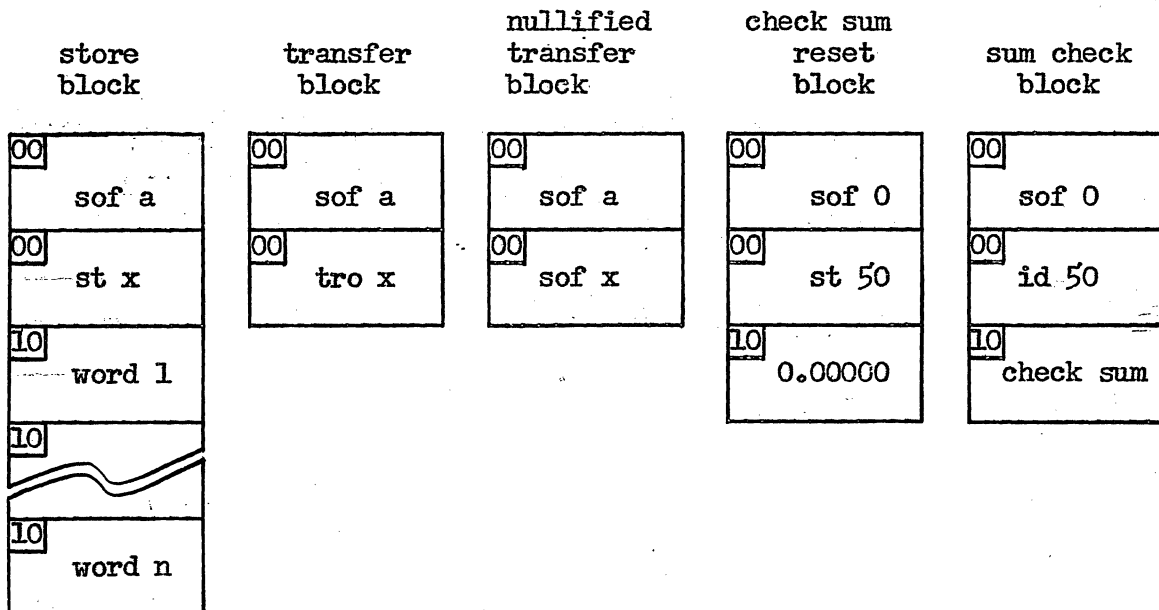 store
block
transfer
block
nullified
transfer
block
check sum
reset
block
sum check
block
00
sof a
00
st x
10
word 1
10
10
word n
00
sof a
00
tro x
00
sof a
00
sof x
00
sof 0
00
st 50
10
0.00000
00
sof 0
00
id 50
10
check sum